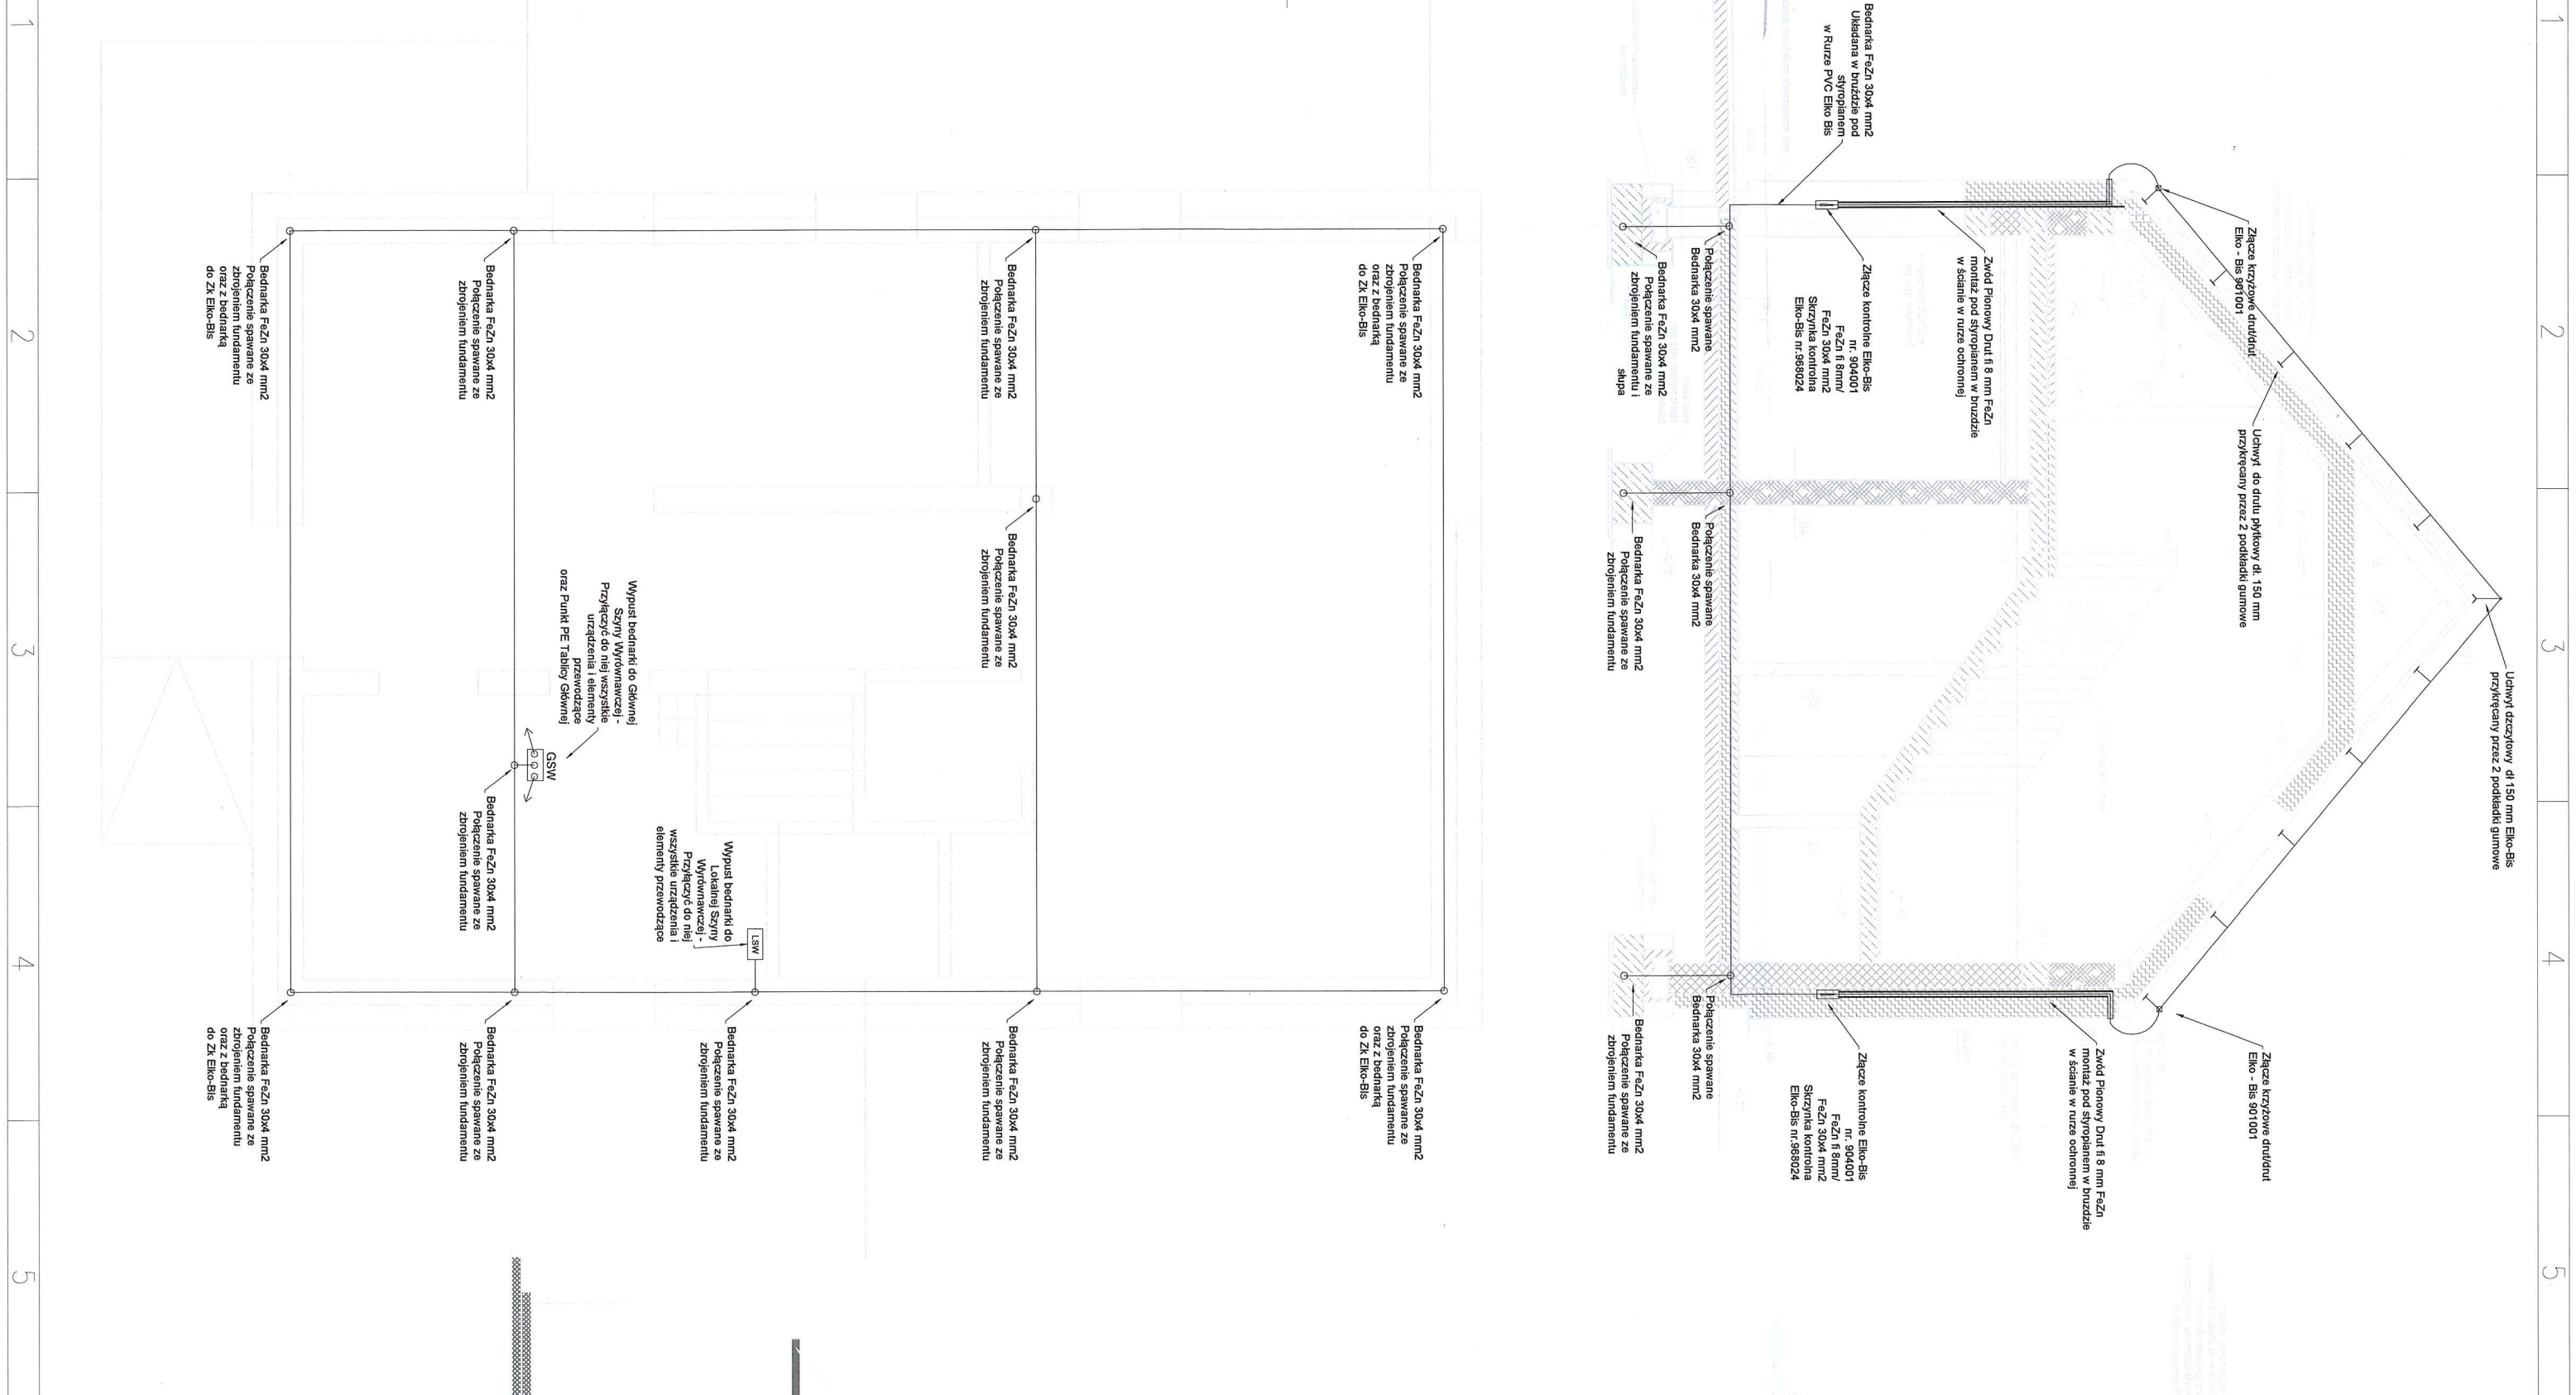 1
2
3
4
5
Uchwyt dzczytowy dł 150 mm Elko-Bis
przykręcany przez 2 podkładki gumowe
Złącze krzyżowe drut/drut
Elko - Bis 901001
Uchwyt do drutu płytkowy dł. 150 mm
przykręcany przez 2 podkładki gumowe
Złącze krzyżowe drut/drut
Elko - Bis 901001
Zwód Pionowy Drut fi 8 mm FeZn
montaż pod styropianem w bruzdzie
w ścianie w rurze ochronnej
Zwód Pionowy Drut fi 8 mm FeZn
montaż pod styropianem w bruzdzie
w ścianie w rurze ochronnej
Bednarka FeZn 30x4 mm2
Układana w bruździe pod
styropianem
w Rurze PVC Elko Bis
Złącze kontrolne Elko-Bis
nr. 904001
FeZn fi 8mm/
FeZn 30x4 mm2
Skrzynka kontrolna
Elko-Bis nr.968024
Złącze kontrolne Elko-Bis
nr. 904001
FeZn fi 8mm/
FeZn 30x4 mm2
Skrzynka kontrolna
Elko-Bis nr.968024
Połączenie spawane
Bednarka 30x4 mm2
Połączenie spawane
Bednarka 30x4 mm2
Połączenie spawane
Bednarka 30x4 mm2
Bednarka FeZn 30x4 mm2
Połączenie spawane ze
zbrojeniem fundamentu i
słupa
Bednarka FeZn 30x4 mm2
Połączenie spawane ze
zbrojeniem fundamentu
Bednarka FeZn 30x4 mm2
Połączenie spawane ze
zbrojeniem fundamentu
Bednarka FeZn 30x4 mm2
Połączenie spawane ze
zbrojeniem fundamentu
oraz z bednarką
do Zk Elko-Bis
Bednarka FeZn 30x4 mm2
Połączenie spawane ze
zbrojeniem fundamentu
oraz z bednarką
do Zk Elko-Bis
Bednarka FeZn 30x4 mm2
Połączenie spawane ze
zbrojeniem fundamentu
Bednarka FeZn 30x4 mm2
Połączenie spawane ze
zbrojeniem fundamentu
Bednarka FeZn 30x4 mm2
Połączenie spawane ze
zbrojeniem fundamentu
LSW
Wypust bednarki do
Lokalnej Szyny
Wyrównawczej -
Przyłączyć do niej
wszystkie urządzenia i
elementy przewodzące
Bednarka FeZn 30x4 mm2
Połączenie spawane ze
zbrojeniem fundamentu
Wypust bednarki do Głównej
Szyny Wyrównawczej -
Przyłączyć do niej wszystkie
urządzenia i elementy
przewodzące
oraz Punkt PE Tablicy Głównej
GSW
Bednarka FeZn 30x4 mm2
Połączenie spawane ze
zbrojeniem fundamentu
Bednarka FeZn 30x4 mm2
Połączenie spawane ze
zbrojeniem fundamentu
Bednarka FeZn 30x4 mm2
Połączenie spawane ze
zbrojeniem fundamentu
Bednarka FeZn 30x4 mm2
Połączenie spawane ze
zbrojeniem fundamentu
oraz z bednarką
do Zk Elko-Bis
Bednarka FeZn 30x4 mm2
Połączenie spawane ze
zbrojeniem fundamentu
oraz z bednarką
do Zk Elko-Bis
1
2
3
4
5